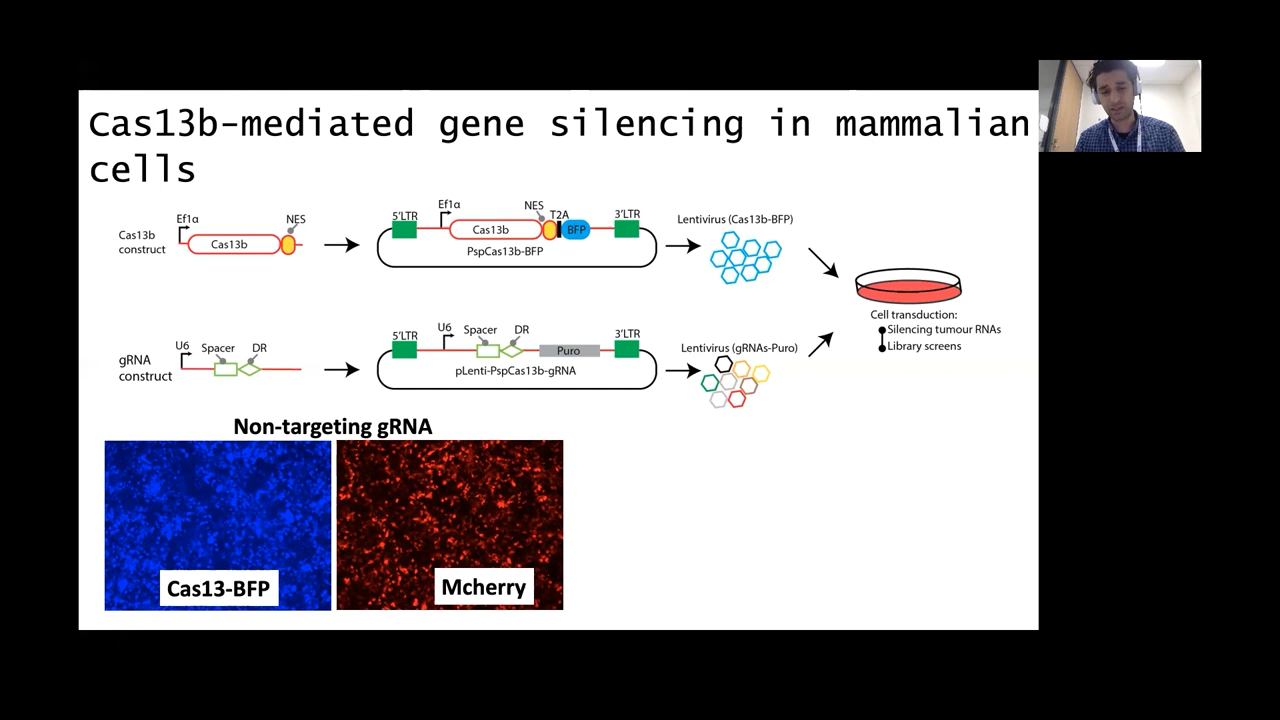 Cas13b-mediated gene silencing in mammalian
cells
Ef1α
NES
Cas13b
construct
Cas13b
5'LTR
Ef1α
NES
T2A
3'LTR
Cas13b
BFP
PspCas13b-BFP
Lentivirus (Cas13b-BFP)
Cell transduction:
Silencing tumour RNAs
Library screens
U6
Spacer
DR
gRNA
construct
5'LTR
U6
Spacer
DR
3'LTR
Puro
pLenti-PspCas13b-gRNA
Lentivirus (gRNAs-Puro)
Non-targeting gRNA
Cas13-BFP
Mcherry